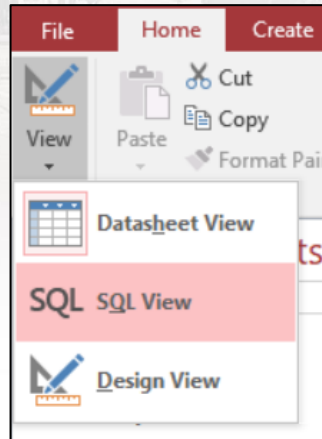 File Home Create
Cut
Copy
View Paste
Format Pai
Datasheet View
ts
SQL SQL View
Design View